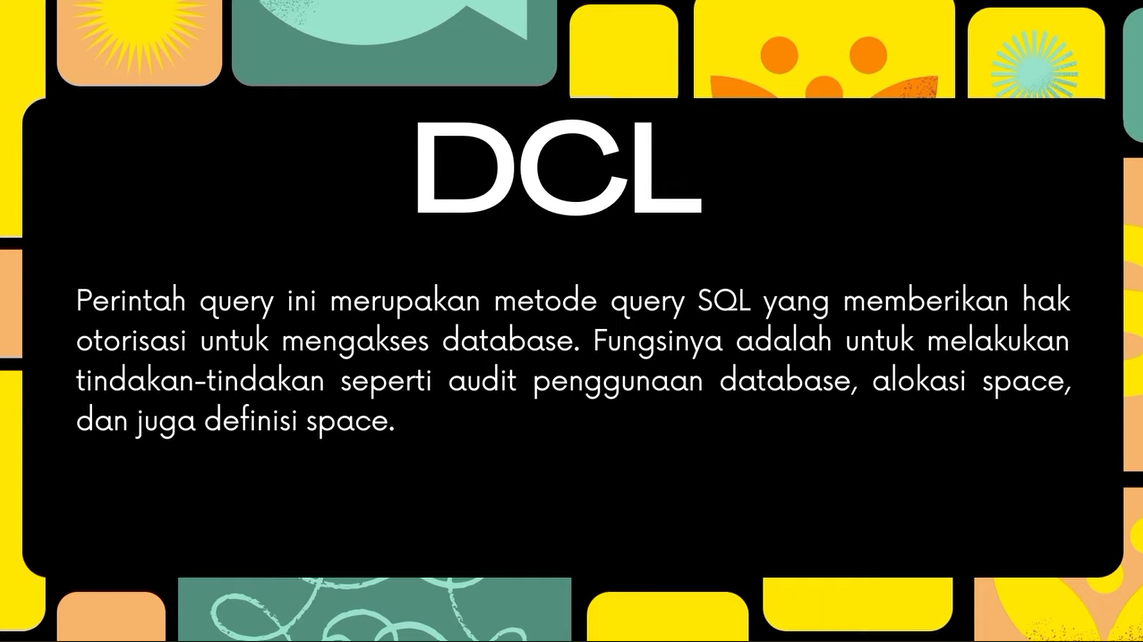 DCL
Perintah query ini merupakan metode query SQL yang memberikan hak
otorisasi untuk mengakses database. Fungsinya adalah untuk melakukan
tindakan-tindakan seperti audit penggunaan database, alokasi space,
dan juga definisi space.